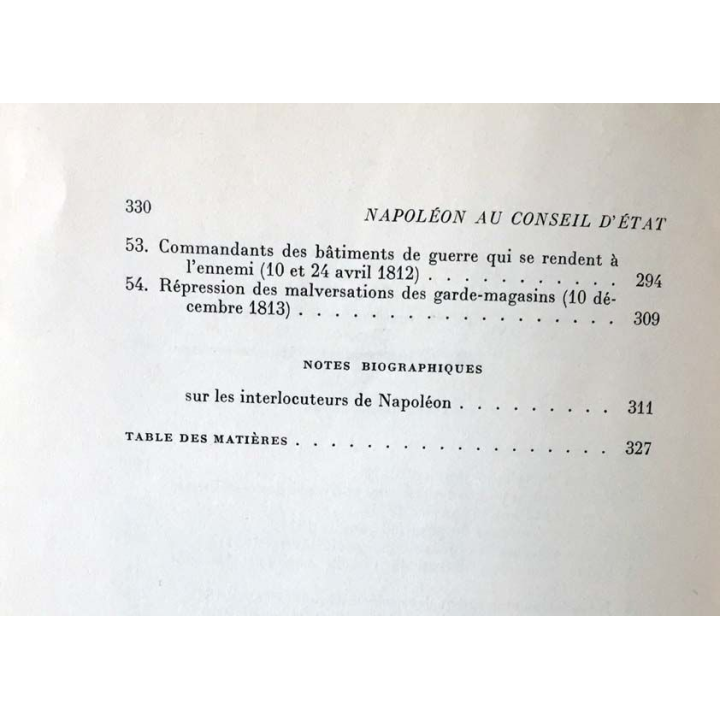 330
NAPOLÉON AU CONSEIL D'ÉTAT
53. Commandants des bâtiments de guerre qui se rendent à
l'ennemi (10 et 24 avril 1812) . . . . . . . . . . . 294
54. Répression des malversations des garde-magasins (10 dé-
cembre 1813) . . . . . . . . . . . . . . . . . . 309
NOTES BIOGRAPHIQUES
sur les interlocuteurs de Napoléon . . . . . . . . . . 311
TABLE DES MATIÈRES . . . . . . . . . . . . . . . . . 327